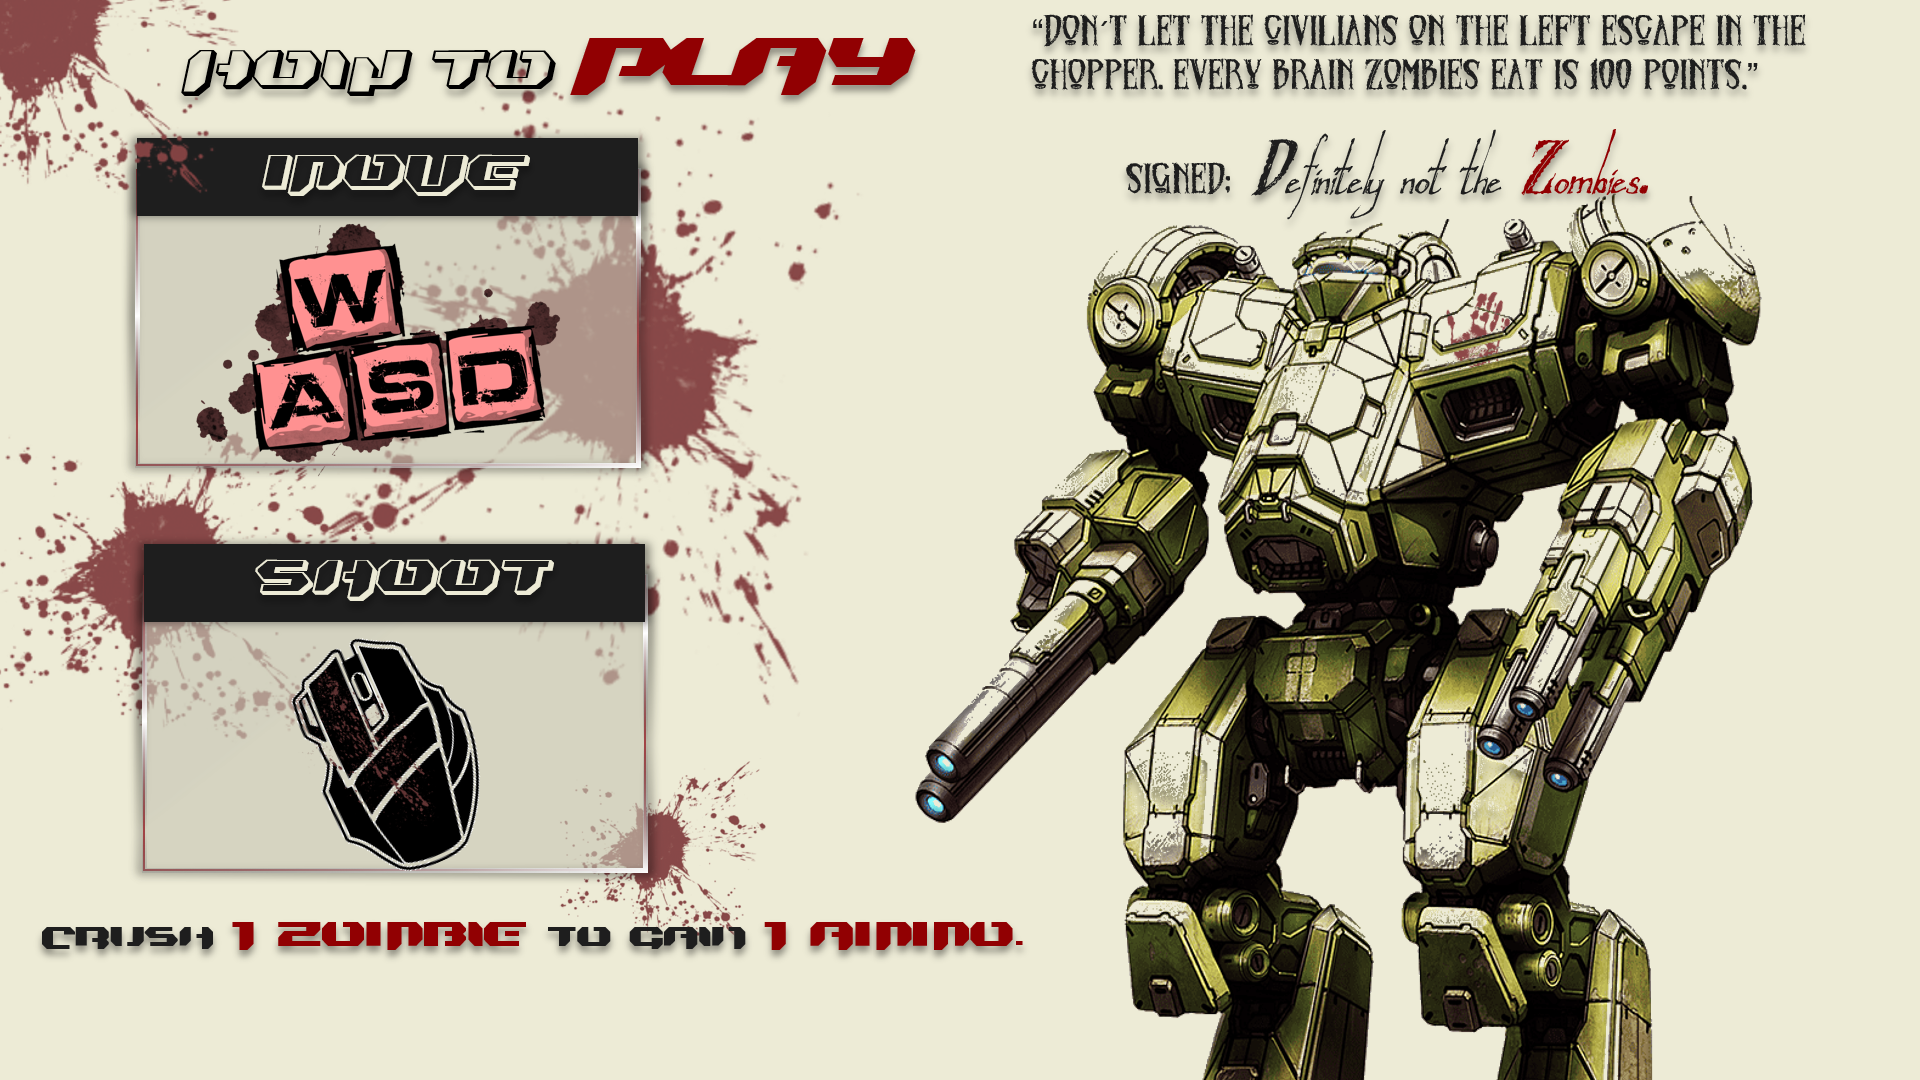 HOW TO PLAY
MOVE
W
A S D
SHOOT
CRUSH 1 ZOMBIE TO GAIN 1 AMMO.
“DON´T LET THE CIVILIANS ON THE LEFT ESCAPE IN THE
CHOPPER. EVERY BRAIN ZOMBIES EAT IS 100 POINTS.”
SIGNED: Definitely not the Zombies.